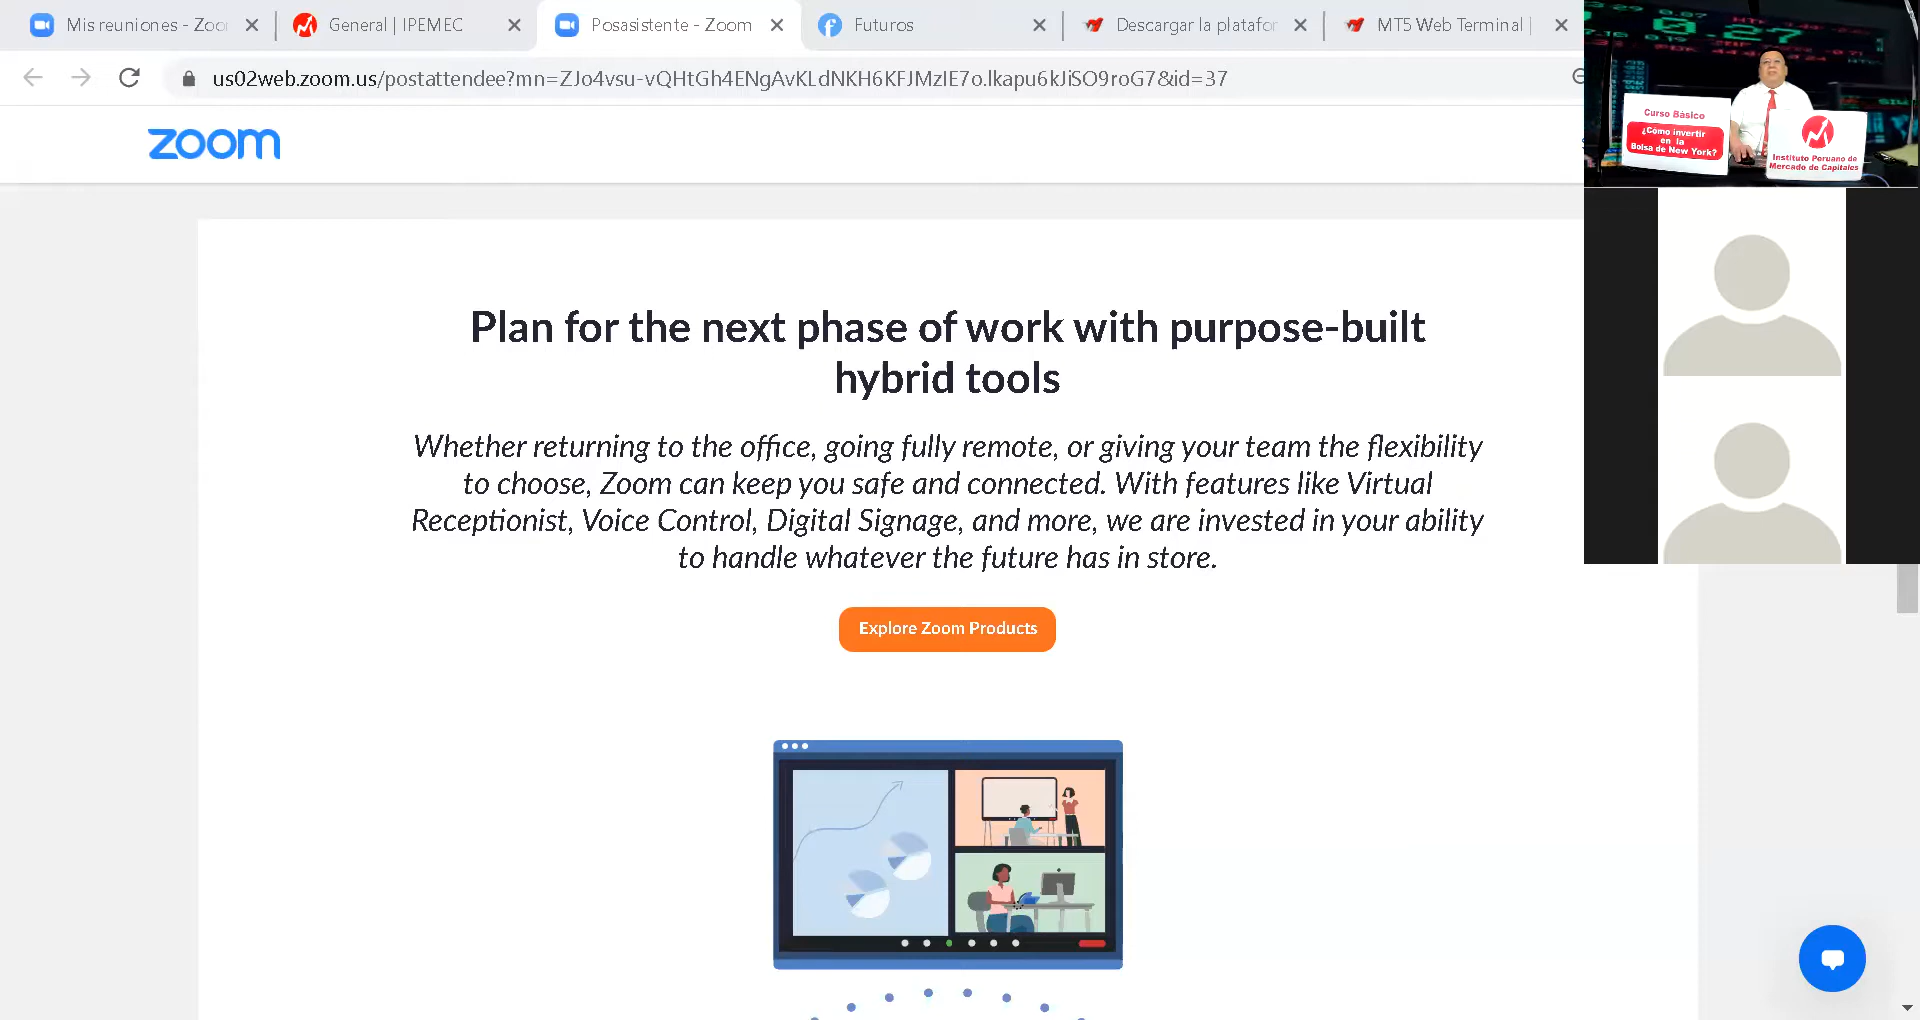 Mis reuniones - Zoo
General | IPEMEC
Posasistente - Zoom
Futuros
Descargar la platafor
MT5 Web Terminal |
us02web.zoom.us/postattendee?mn=ZJo4vsu-vQHtGh4ENgAvKLdNKH6KFJMzIE7o.lkapu6kJiSO9roG7&id=37
zoom
0.27
Curso Básico
¿Cómo invertir
en la
Bolsa de New York?
Instituto Peruano de
Mercado de Capitales
Plan for the next phase of work with purpose-built
hybrid tools
Whether returning to the office, going fully remote, or giving your team the flexibility
to choose, Zoom can keep you safe and connected. With features like Virtual
Receptionist, Voice Control, Digital Signage, and more, we are invested in your ability
to handle whatever the future has in store.
Explore Zoom Products